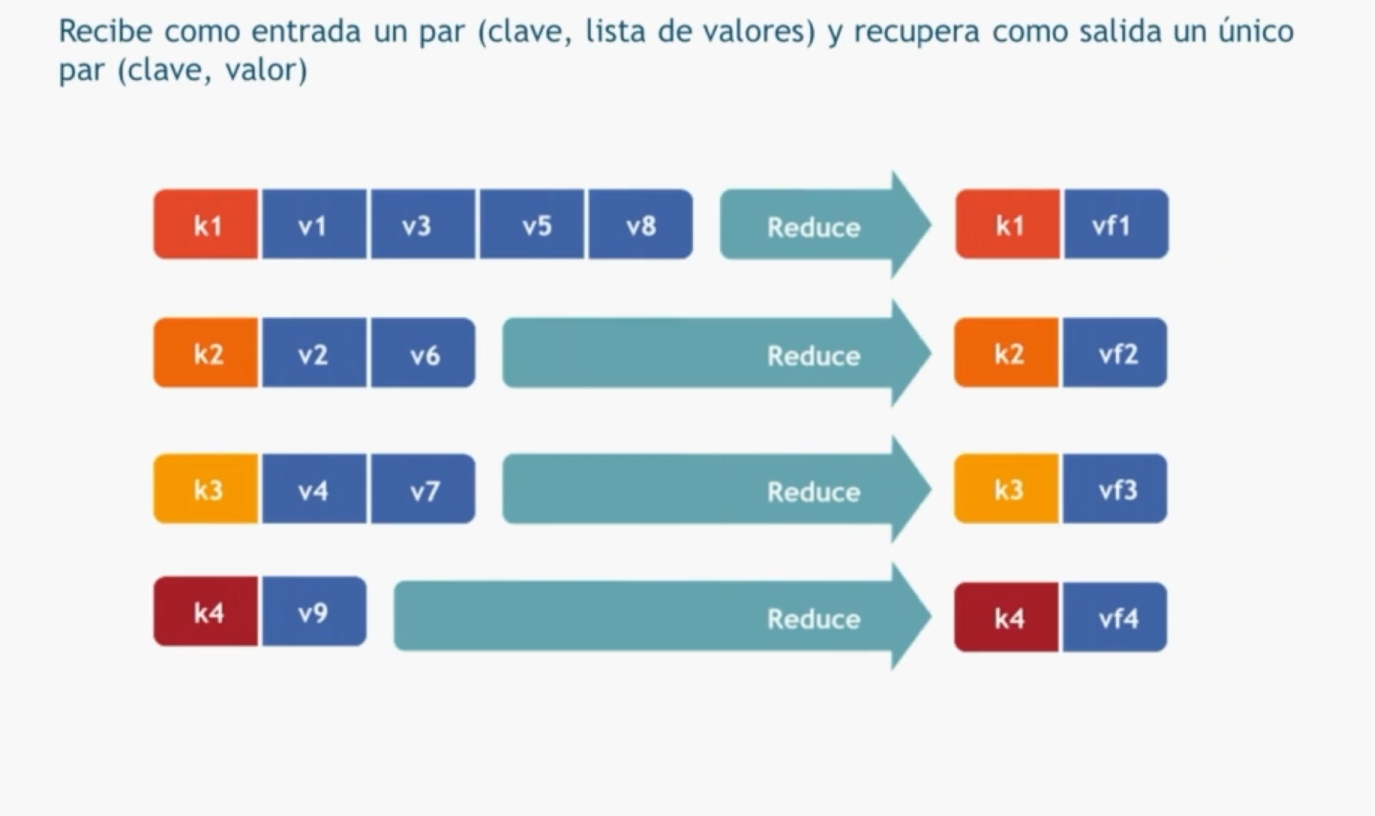 Recibe como entrada un par (clave, lista de valores) y recupera como salida un único
par (clave, valor)
k1 v1 v3 v5 v8 Reduce k1 vf1
k2 v2 v6 Reduce k2 vf2
k3 v4 v7 Reduce k3 vf3
k4 v9 Reduce k4 vf4